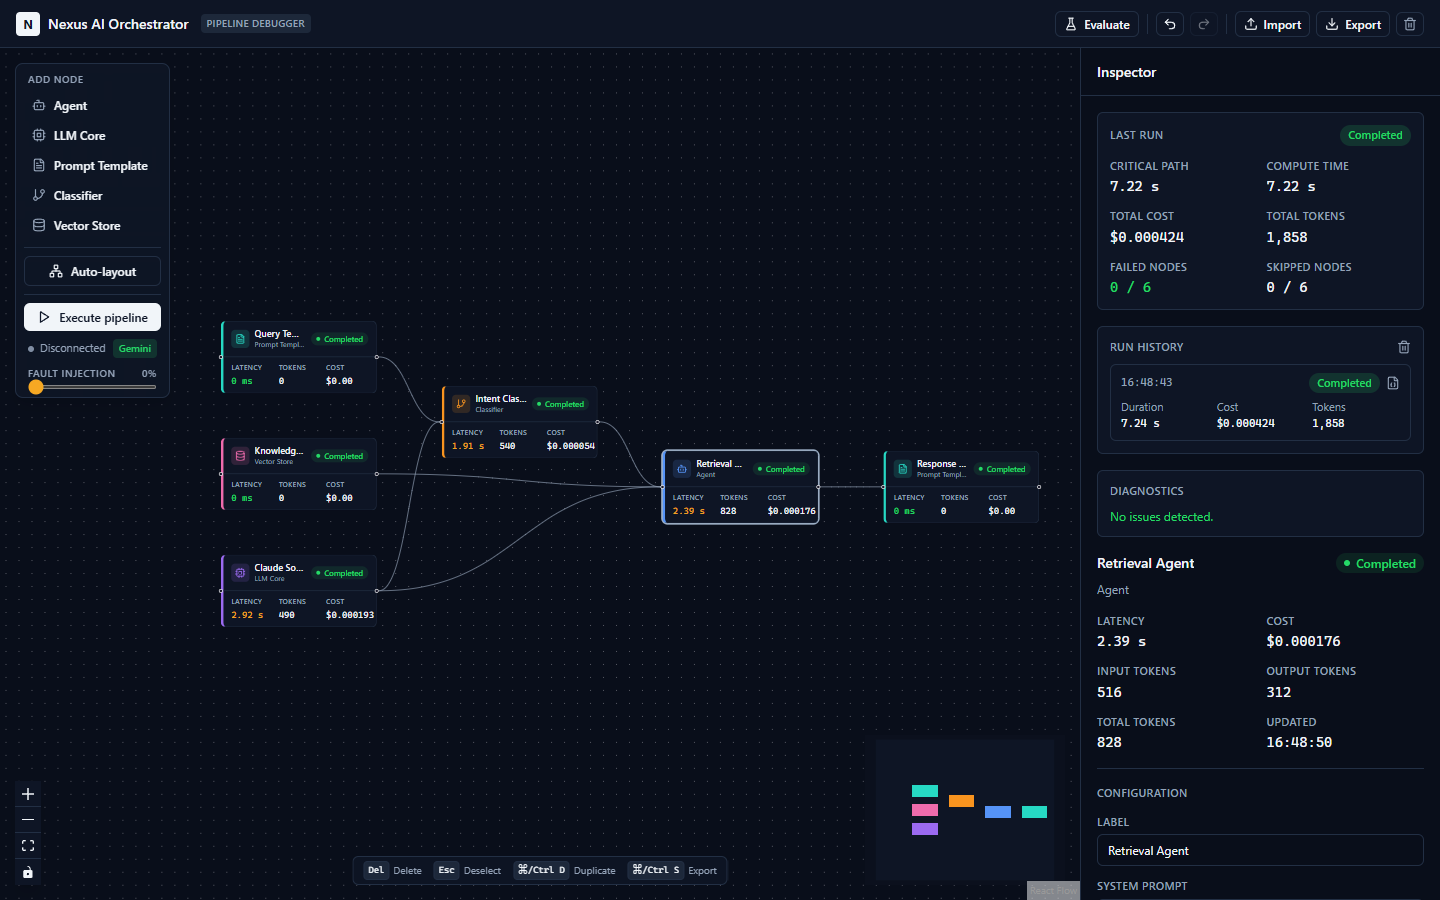 N Nexus AI Orchestrator PIPELINE DEBUGGER
Evaluate Import Export
ADD NODE
Agent
LLM Core
Prompt Template
Classifier
Vector Store
Auto-layout
Execute pipeline
Disconnected Gemini
FAULT INJECTION 0%
Query Te... Completed
Prompt Templ...
LATENCY TOKENS COST
0 ms 0 $0.00
Knowledg... Completed
Vector Store
LATENCY TOKENS COST
0 ms 0 $0.00
Claude So... Completed
LLM Core
LATENCY TOKENS COST
2.92 s 490 $0.000193
Intent Clas... Completed
Classifier
LATENCY TOKENS COST
1.91 s 540 $0.000054
Retrieval ... Completed
Agent
LATENCY TOKENS COST
2.39 s 828 $0.000176
Response ... Completed
Prompt Templ...
LATENCY TOKENS COST
0 ms 0 $0.00
Del Delete Esc Deselect ⌘/Ctrl D Duplicate ⌘/Ctrl S Export
React Flow
Inspector
LAST RUN Completed
CRITICAL PATH COMPUTE TIME
7.22 s 7.22 s
TOTAL COST TOTAL TOKENS
$0.000424 1,858
FAILED NODES SKIPPED NODES
0 / 6 0 / 6
RUN HISTORY
16:48:43 Completed
Duration Cost Tokens
7.24 s $0.000424 1,858
DIAGNOSTICS
No issues detected.
Retrieval Agent Completed
Agent
LATENCY COST
2.39 s $0.000176
INPUT TOKENS OUTPUT TOKENS
516 312
TOTAL TOKENS UPDATED
828 16:48:50
CONFIGURATION
LABEL
Retrieval Agent
SYSTEM PROMPT